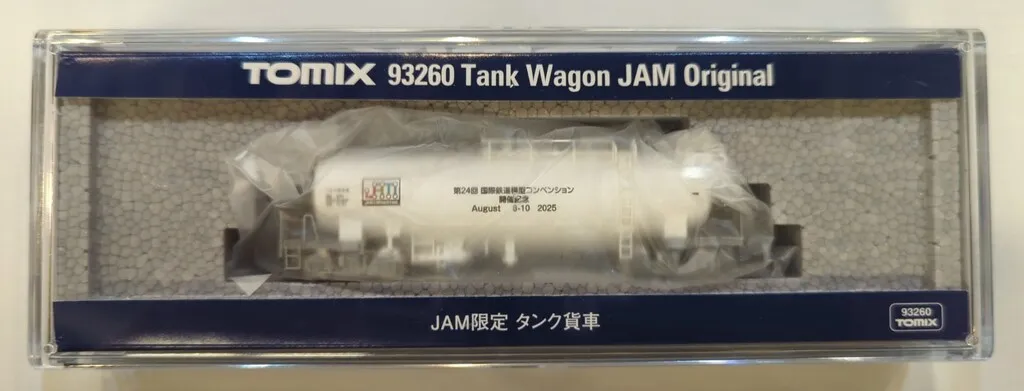 TOMIX 93260 Tank Wagon JAM Original
JAM
第24回 国際鉄道模型コンベンション
開催記念
August 8-10 2025
JAM限定 タンク貨車
93260
TOMIX